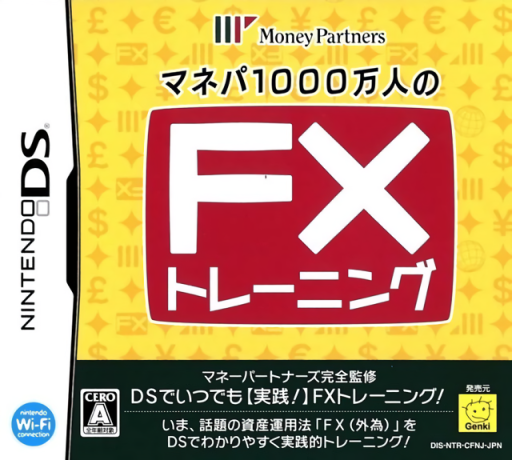 Money Partners
マネパ1000万人の
FX
トレーニング
NINTENDO DS
マネーパートナーズ完全監修
DSでいつでも【実践!】FXトレーニング!
いま、話題の資産運用法「FX(外為)」を
DSでわかりやすく実践的トレーニング!
nintendo
Wi-Fi
connection
CERO
A
全年齢対象
発売元
Genki
DIS-NTR-CFNJ-JPN